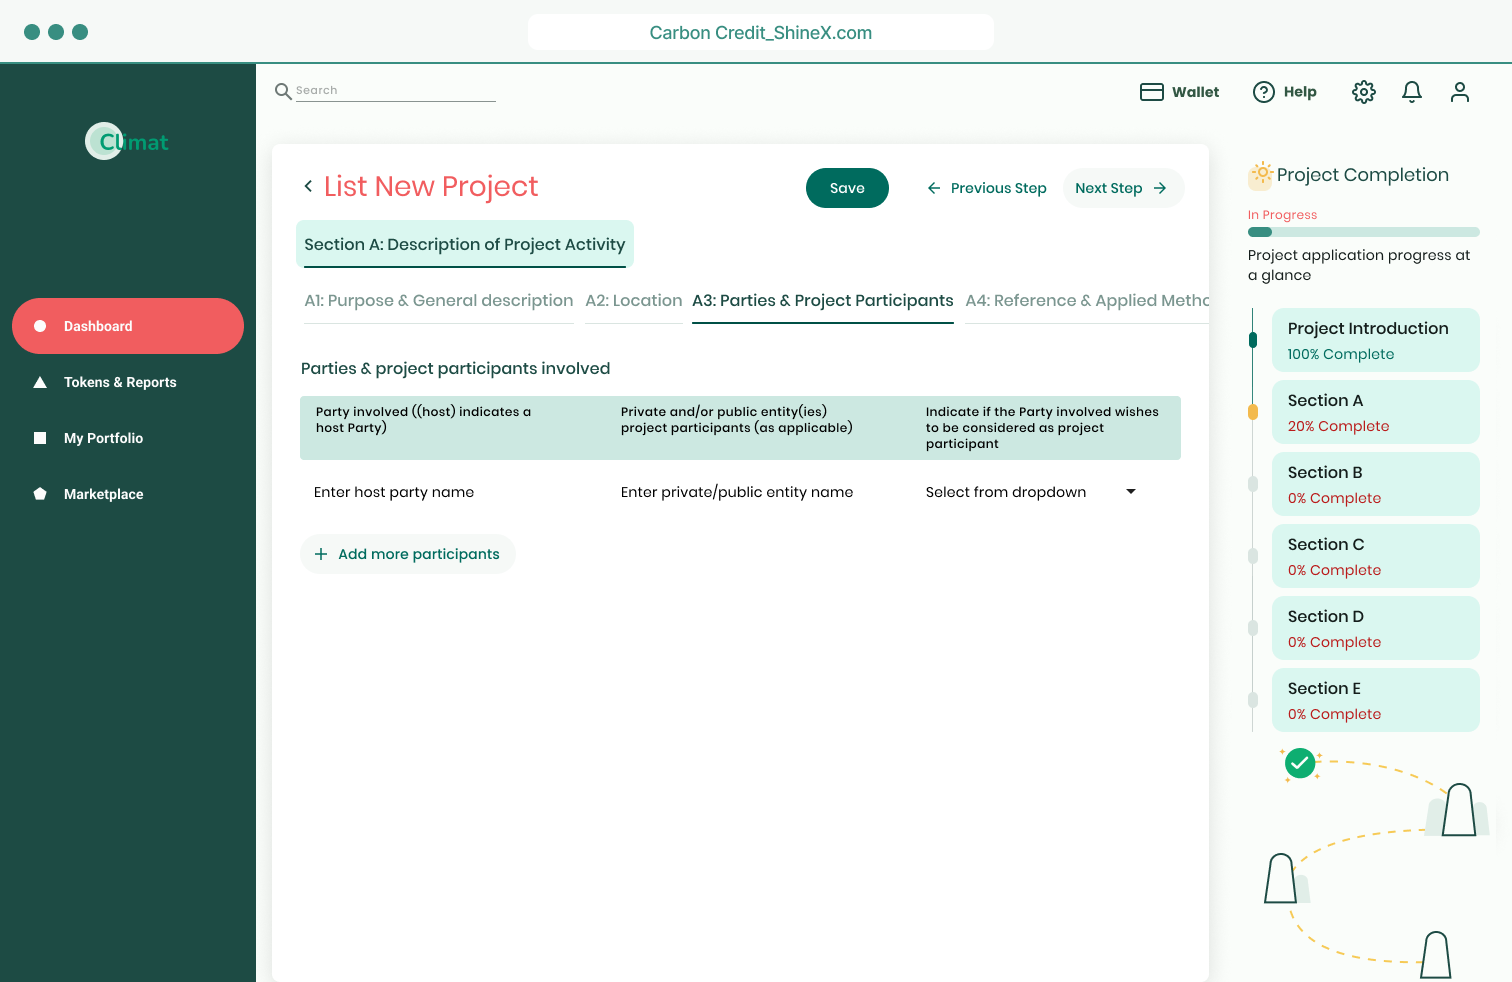 Carbon Credit_ShineX.com
Search
Wallet
Help
Climat
Dashboard
Tokens & Reports
My Portfolio
Marketplace
List New Project
Save
Previous Step
Next Step
Section A: Description of Project Activity
A1: Purpose & General description
A2: Location
A3: Parties & Project Participants
A4: Reference & Applied Metho
Parties & project participants involved
Party involved ((host) indicates a
host Party)
Private and/or public entity(ies)
project participants (as applicable)
Indicate if the Party involved wishes
to be considered as project
participant
Enter host party name
Enter private/public entity name
Select from dropdown
Add more participants
Project Completion
In Progress
Project application progress at
a glance
Project Introduction
100% Complete
Section A
20% Complete
Section B
0% Complete
Section C
0% Complete
Section D
0% Complete
Section E
0% Complete